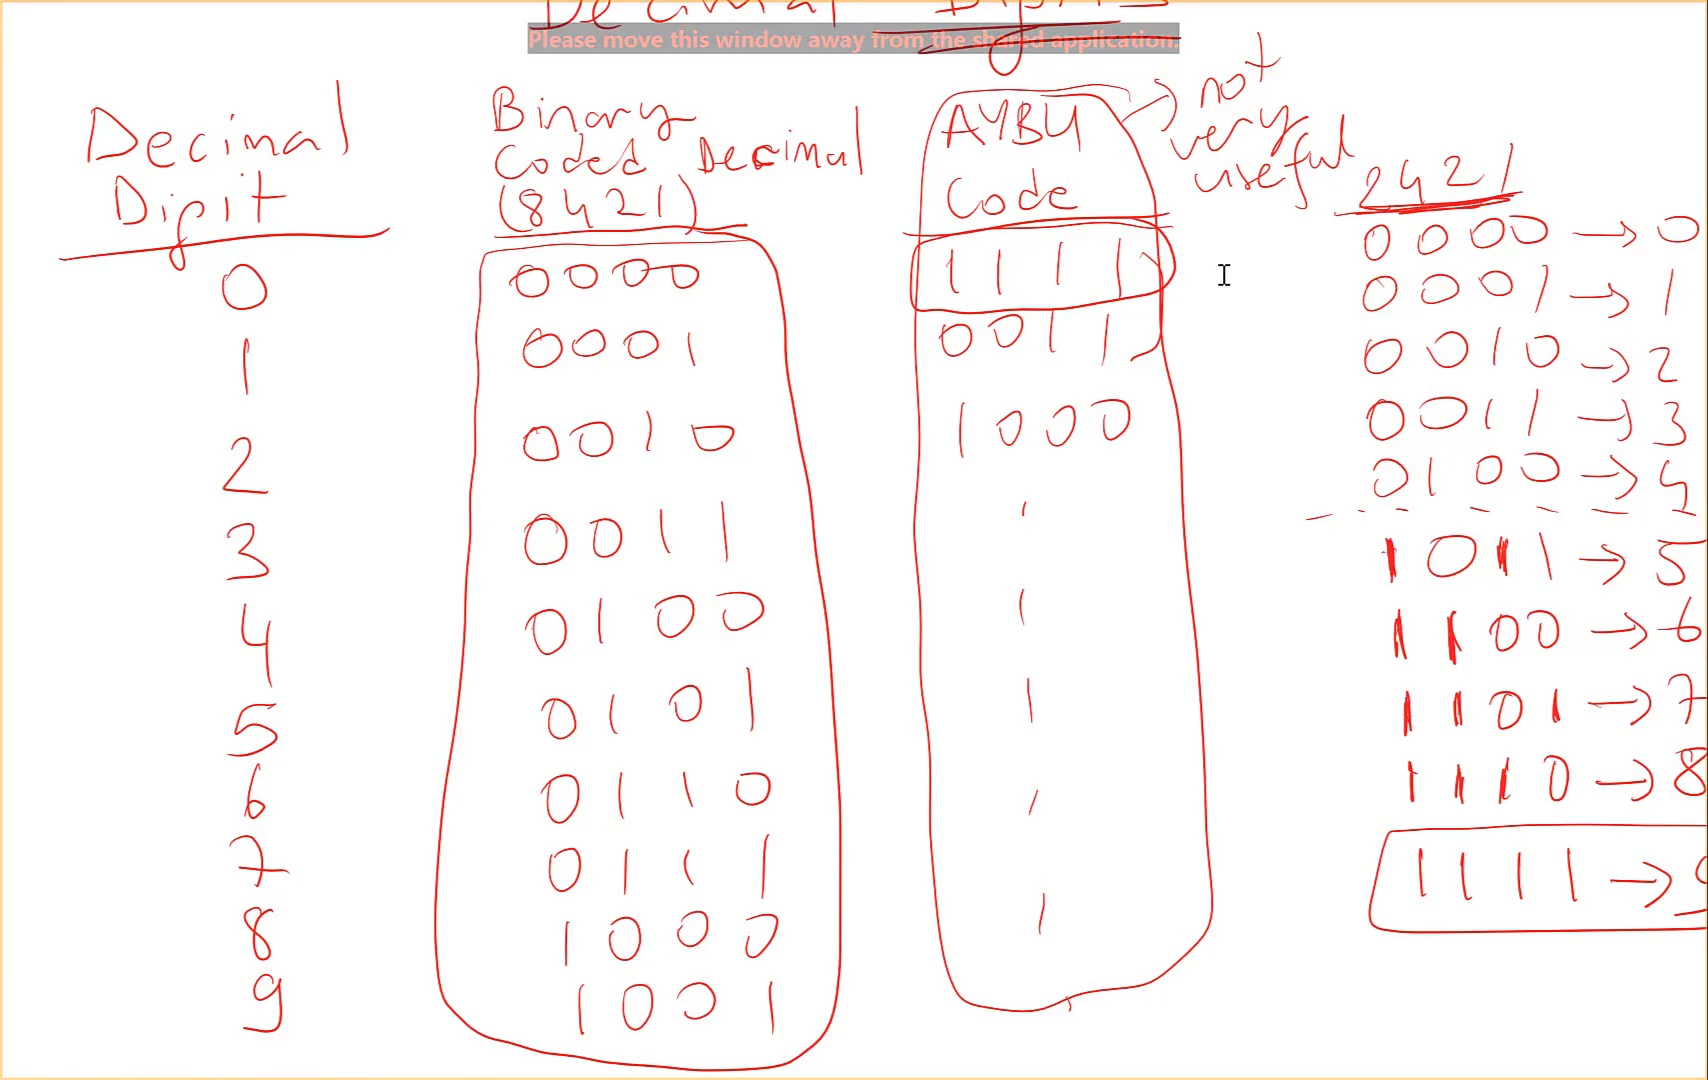 Decimal Digits
Please move this window away from the shared application.
Decimal
Digit
0
1
2
3
4
5
6
7
8
9
Binary
Coded Decimal
(8421)
0000
0001
0010
0011
0100
0101
0110
0111
1000
1001
AYBU
Code
1111
0011
1000
→ not
very
useful
2421
0000 → 0
0001 → 1
0010 → 2
0011 → 3
0100 → 4
1011 → 5
1100 → 6
1101 → 7
1110 → 8
1111 →